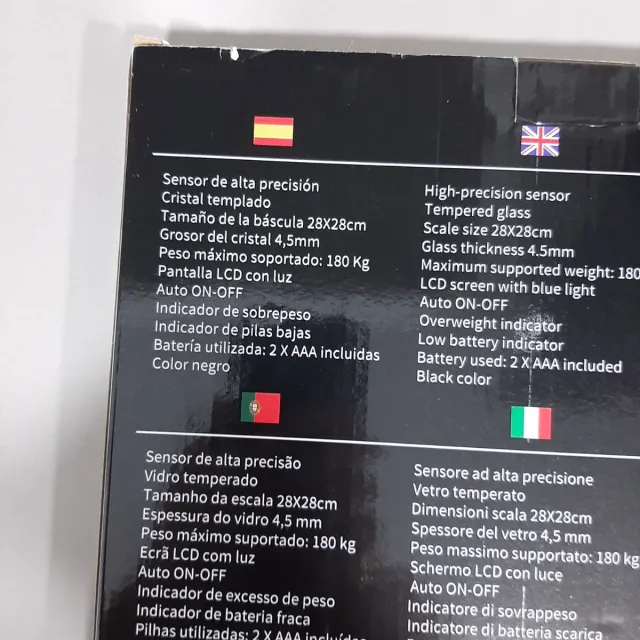 Sensor de alta precisión
Cristal templado
Tamaño de la báscula 28X28cm
Grosor del cristal 4,5mm
Peso máximo soportado: 180 Kg
Pantalla LCD con luz
Auto ON-OFF
Indicador de sobrepeso
Indicador de pilas bajas
Batería utilizada: 2 X AAA incluidas
Color negro
High-precision sensor
Tempered glass
Scale size 28X28cm
Glass thickness 4.5mm
Maximum supported weight: 180
LCD screen with blue light
Auto ON-OFF
Overweight indicator
Low battery indicator
Battery used: 2 X AAA included
Black color
Sensor de alta precisão
Vidro temperado
Tamanho da escala 28X28cm
Espessura do vidro 4,5 mm
Peso máximo suportado: 180 kg
Ecrã LCD com luz
Auto ON-OFF
Indicador de excesso de peso
Indicador de bateria fraca
Pilhas utilizadas: 2 X AAA incluídas
Sensore ad alta precisione
Vetro temperato
Dimensioni scala 28X28cm
Spessore del vetro 4,5 mm
Peso massimo supportato: 180 kg
Schermo LCD con luce
Auto ON-OFF
Indicatore di sovrappeso
Indicatore di batteria scarica